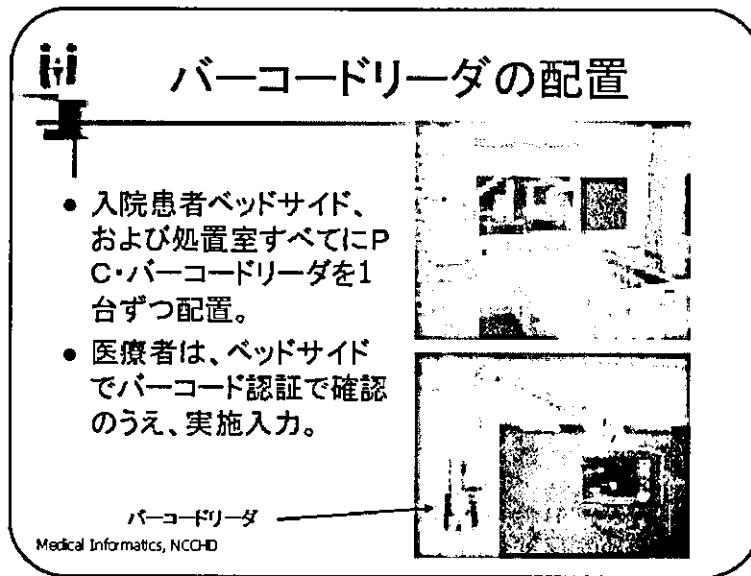 バーコードリーダの配置
● 入院患者ベッドサイド、
および処置室すべてにP
C・バーコードリーダを1
台ずつ配置。
● 医療者は、ベッドサイド
でバーコード認証で確認
のうえ、実施入力。
バーコードリーダ
Medical Informatics, NCCHD